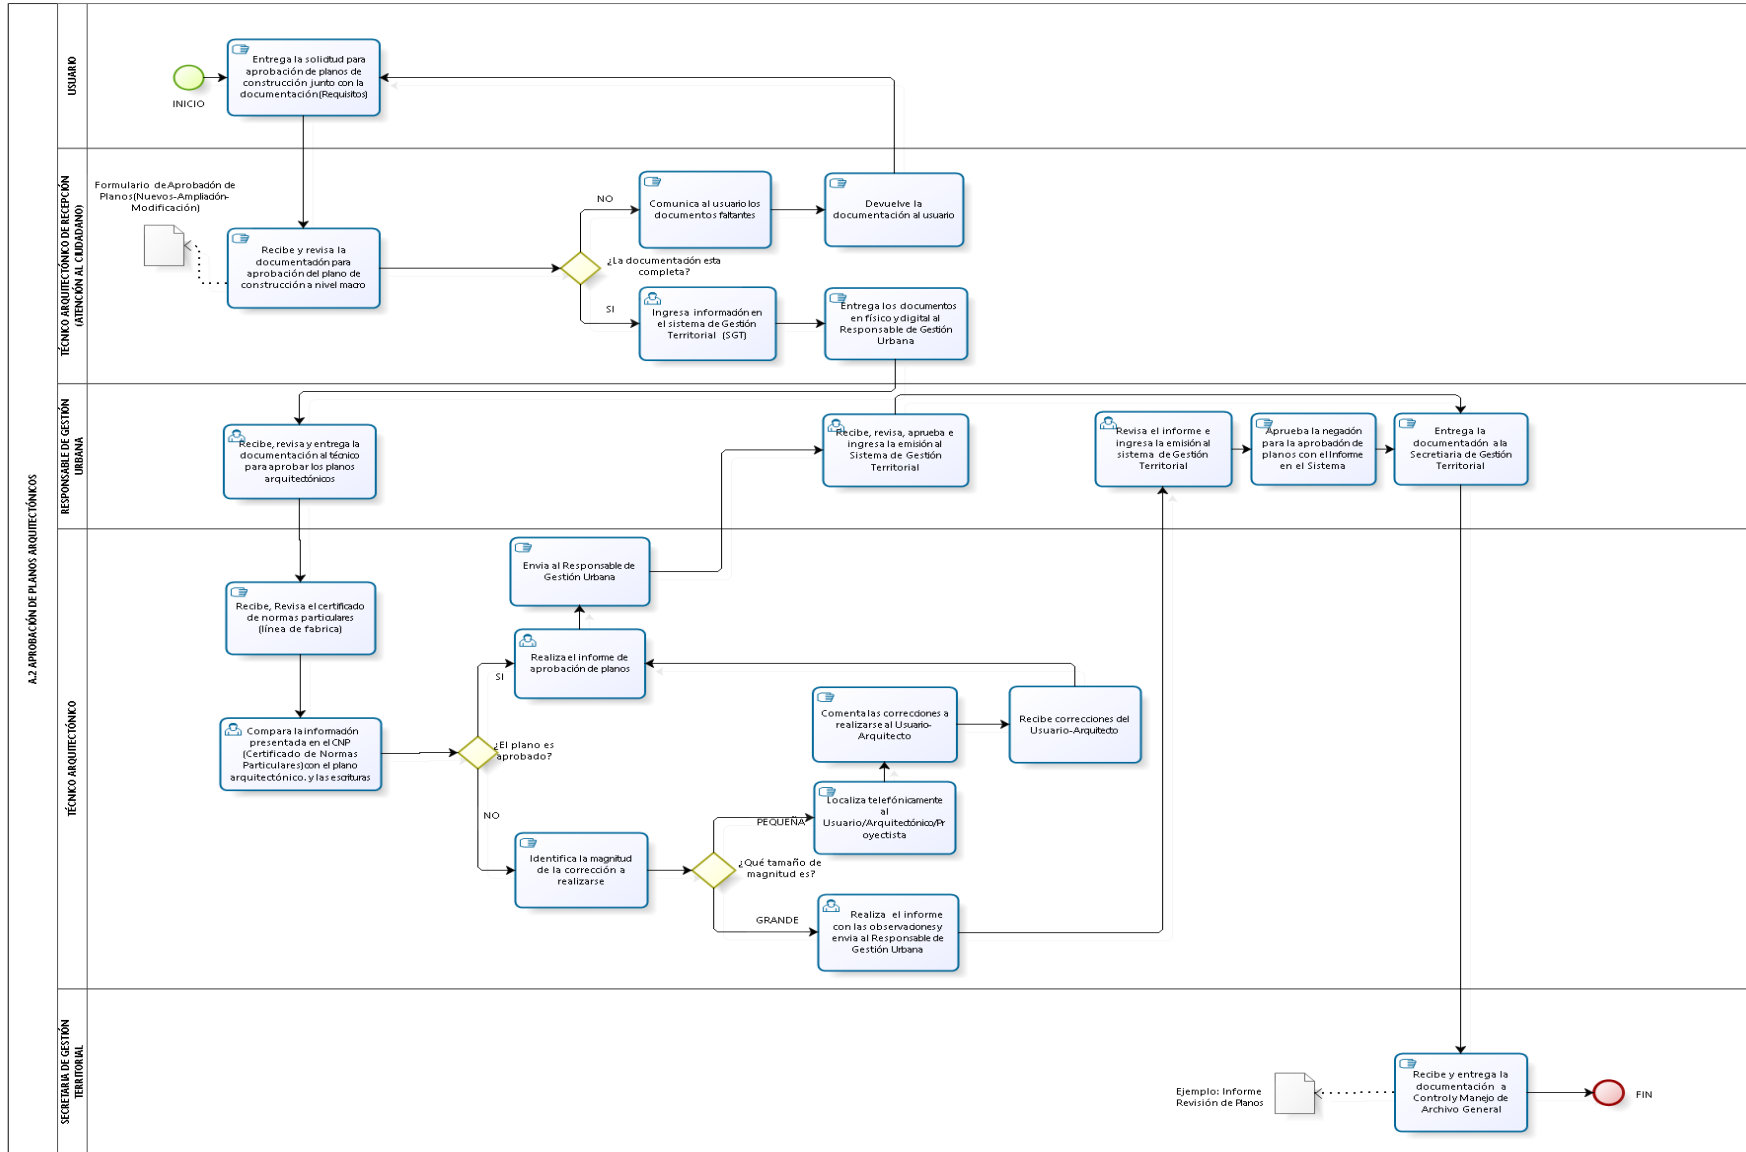 A.2 APROBACIÓN DE PLANOS ARQUITECTÓNICOS
USUARIO
INICIO
Entrega la solicitud para
aprobación de planos de
construcción junto con la
documentación(Requisitos)
TÉCNICO ARQUITECTÓNICO DE RECEPCIÓN
(ATENCIÓN AL CIUDADANO)
Formulario de Aprobación de
Planos(Nuevos-Ampliación-
Modificación)
Recibe y revisa la
documentación para
aprobación del plano de
construcción a nivel macro
¿La documentación esta
completa?
NO
Comunica al usuario los
documentos faltantes
Devuelve la
documentación al usuario
SI
Ingresa información en
el sistema de Gestión
Territorial (SGT)
Entrega los documentos
en físico y digital al
Responsable de Gestión
Urbana
RESPONSABLE DE GESTIÓN
URBANA
Recibe, revisa y entrega la
documentación al técnico
para aprobar los planos
arquitectónicos
Recibe, revisa, aprueba e
ingresa la emisión al
Sistema de Gestión
Territorial
Revisa el informe e
ingresa la emisión al
sistema de Gestión
Territorial
Aprueba la negación
para la aprobación de
planos con el Informe
en el Sistema
Entrega la
documentación a la
Secretiaria de Gestión
Territorial
TÉCNICO ARQUITECTÓNICO
Recibe, Revisa el certificado
de normas particulares
(línea de fabrica)
Compara la información
presentada en el CNP
(Certificado de Normas
Particulares)con el plano
arquitectónico. y las escrituras
¿El plano es
aprobado?
SI
Realiza el informe de
aprobación de planos
Envia al Responsable de
Gestión Urbana
NO
Identifica la magnitud
de la corrección a
realizarse
¿Qué tamaño de
magnitud es?
PEQUEÑA
Localiza telefónicamente
al
Usuario/Arquitectónico/Pr
oyectista
Comenta las correcciones a
realizarse al Usuario-
Arquitecto
Recibe correcciones del
Usuario-Arquitecto
GRANDE
Realiza el informe
con las observaciones y
envia al Responsable de
Gestión Urbana
SECRETARIA DE GESTIÓN
TERRITORIAL
Ejemplo: Informe
Revisión de Planos
Recibe y entrega la
documentación a
Control y Manejo de
Archivo General
FIN